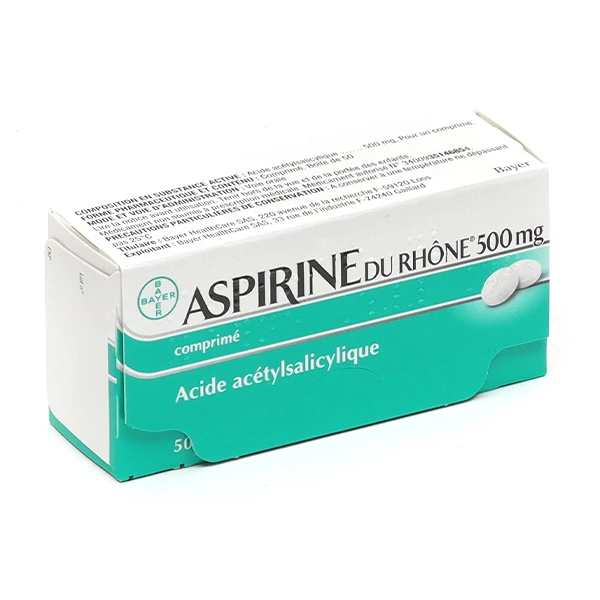 COMPOSITION EN SUBSTANCE ACTIVE : Acide acétylsalicylique ...... 500 mg, Pour un comprimé
FORME PHARMACEUTIQUE ET CONTENU : Comprimé. Boîte de 50
MODE ET VOIE D'ADMINISTRATION : Voie orale
Lire la notice avant utilisation. Tenir hors de la vue et de la portée des enfants.
Médicament non soumis à prescription médicale. Médicament autorisé N° 3400935146854
PRÉCAUTIONS PARTICULIÈRES DE CONSERVATION : A conserver à une température ne dépassant
pas 25°C
Titulaire : Bayer HealthCare SAS, 220 avenue de la recherche F. 59120 Loos
Exploitant : Bayer HealthCare SAS, 33 rue de l'industrie F-74240 Gaillard
Bayer
BAYER
BAYER
ASPIRINE DU RHÔNE® 500 mg
comprimé
Acide acétylsalicylique
50